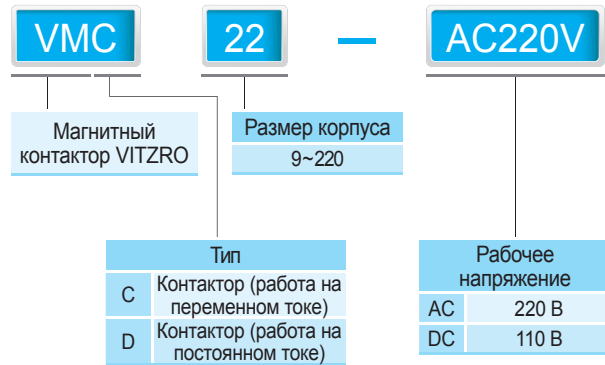 VMC 22 – AC220V
Магнитный
контактор VITZRO
Размер корпуса
9~220
Тип
C Контактор (работа на
переменном токе)
D Контактор (работа на
постоянном токе)
Рабочее
напряжение
AC 220 В
DC 110 В